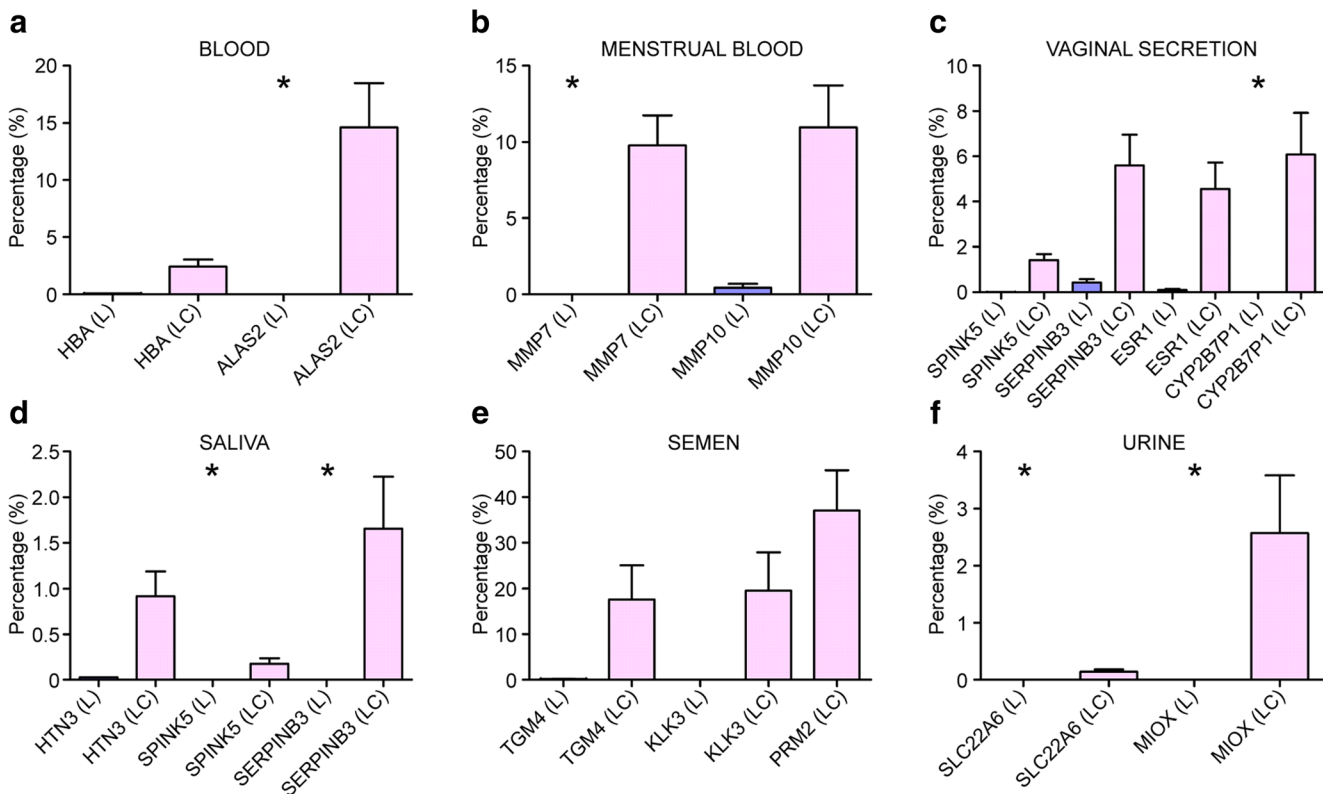 a
BLOOD
Percentage (%)
20
15
10
5
0
*
HBA (L)
HBA (LC)
ALAS2 (L)
ALAS2 (LC)
b
MENSTRUAL BLOOD
Percentage (%)
15
10
5
0
*
MMP7 (L)
MMP7 (LC)
MMP10 (L)
MMP10 (LC)
c
VAGINAL SECRETION
Percentage (%)
10
8
6
4
2
0
*
SPINK5 (L)
SPINK5 (LC)
SERPINB3 (L)
SERPINB3 (LC)
ESR1 (L)
ESR1 (LC)
CYP2B7P1 (L)
CYP2B7P1 (LC)
d
SALIVA
Percentage (%)
2.5
2.0
1.5
1.0
0.5
0.0
*
*
HTN3 (L)
HTN3 (LC)
SPINK5 (L)
SPINK5 (LC)
SERPINB3 (L)
SERPINB3 (LC)
e
SEMEN
Percentage (%)
50
40
30
20
10
0
TGM4 (L)
TGM4 (LC)
KLK3 (L)
KLK3 (LC)
PRM2 (LC)
f
URINE
Percentage (%)
4
3
2
1
0
*
*
SLC22A6 (L)
SLC22A6 (LC)
MIOX (L)
MIOX (LC)